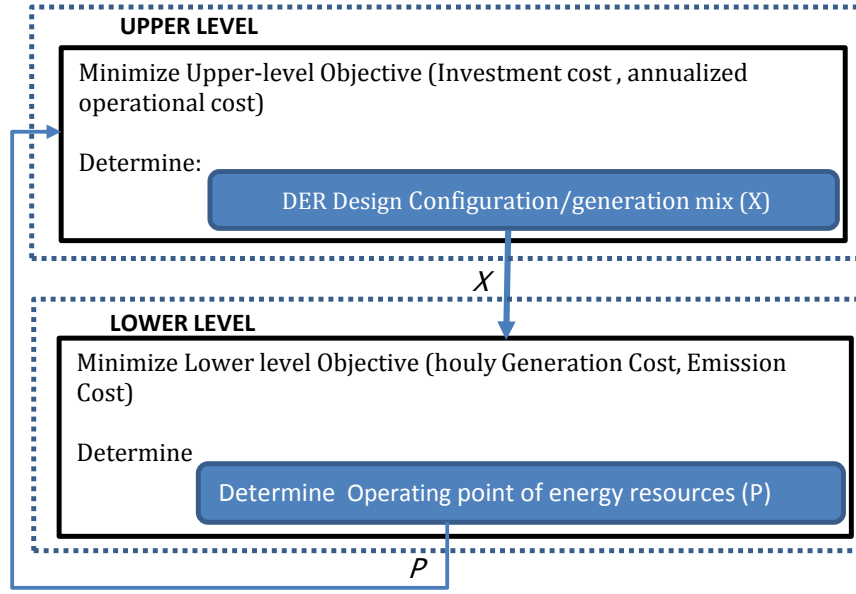 UPPER LEVEL
Minimize Upper-level Objective (Investment cost , annualized
operational cost)
Determine:
DER Design Configuration/generation mix (X)
X
LOWER LEVEL
Minimize Lower level Objective (houly Generation Cost, Emission
Cost)
Determine
Determine Operating point of energy resources (P)
P